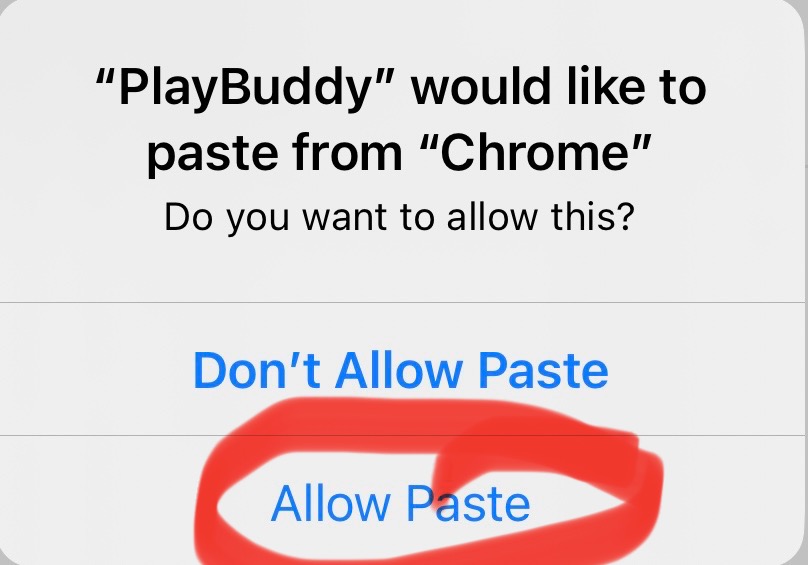 “PlayBuddy” would like to
paste from “Chrome”
Do you want to allow this?
Don’t Allow Paste
Allow Paste